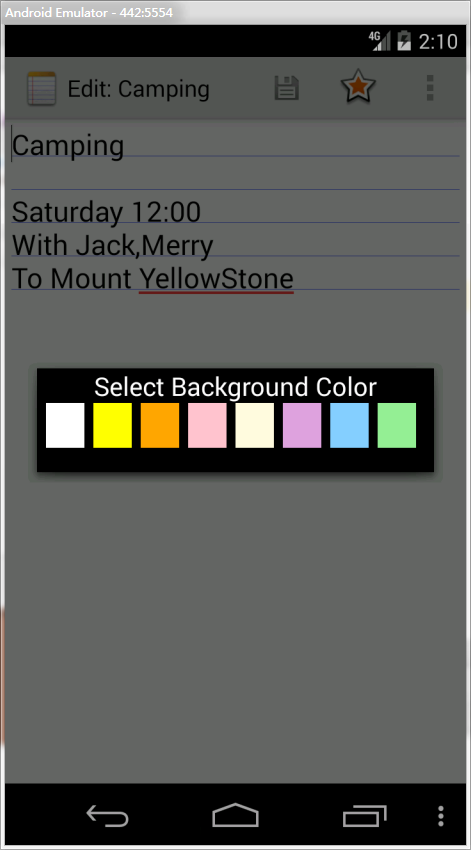 Android Emulator - 442:5554
4G 2:10
Edit: Camping
Camping
Saturday 12:00
With Jack,Merry
To Mount YellowStone
Select Background Color